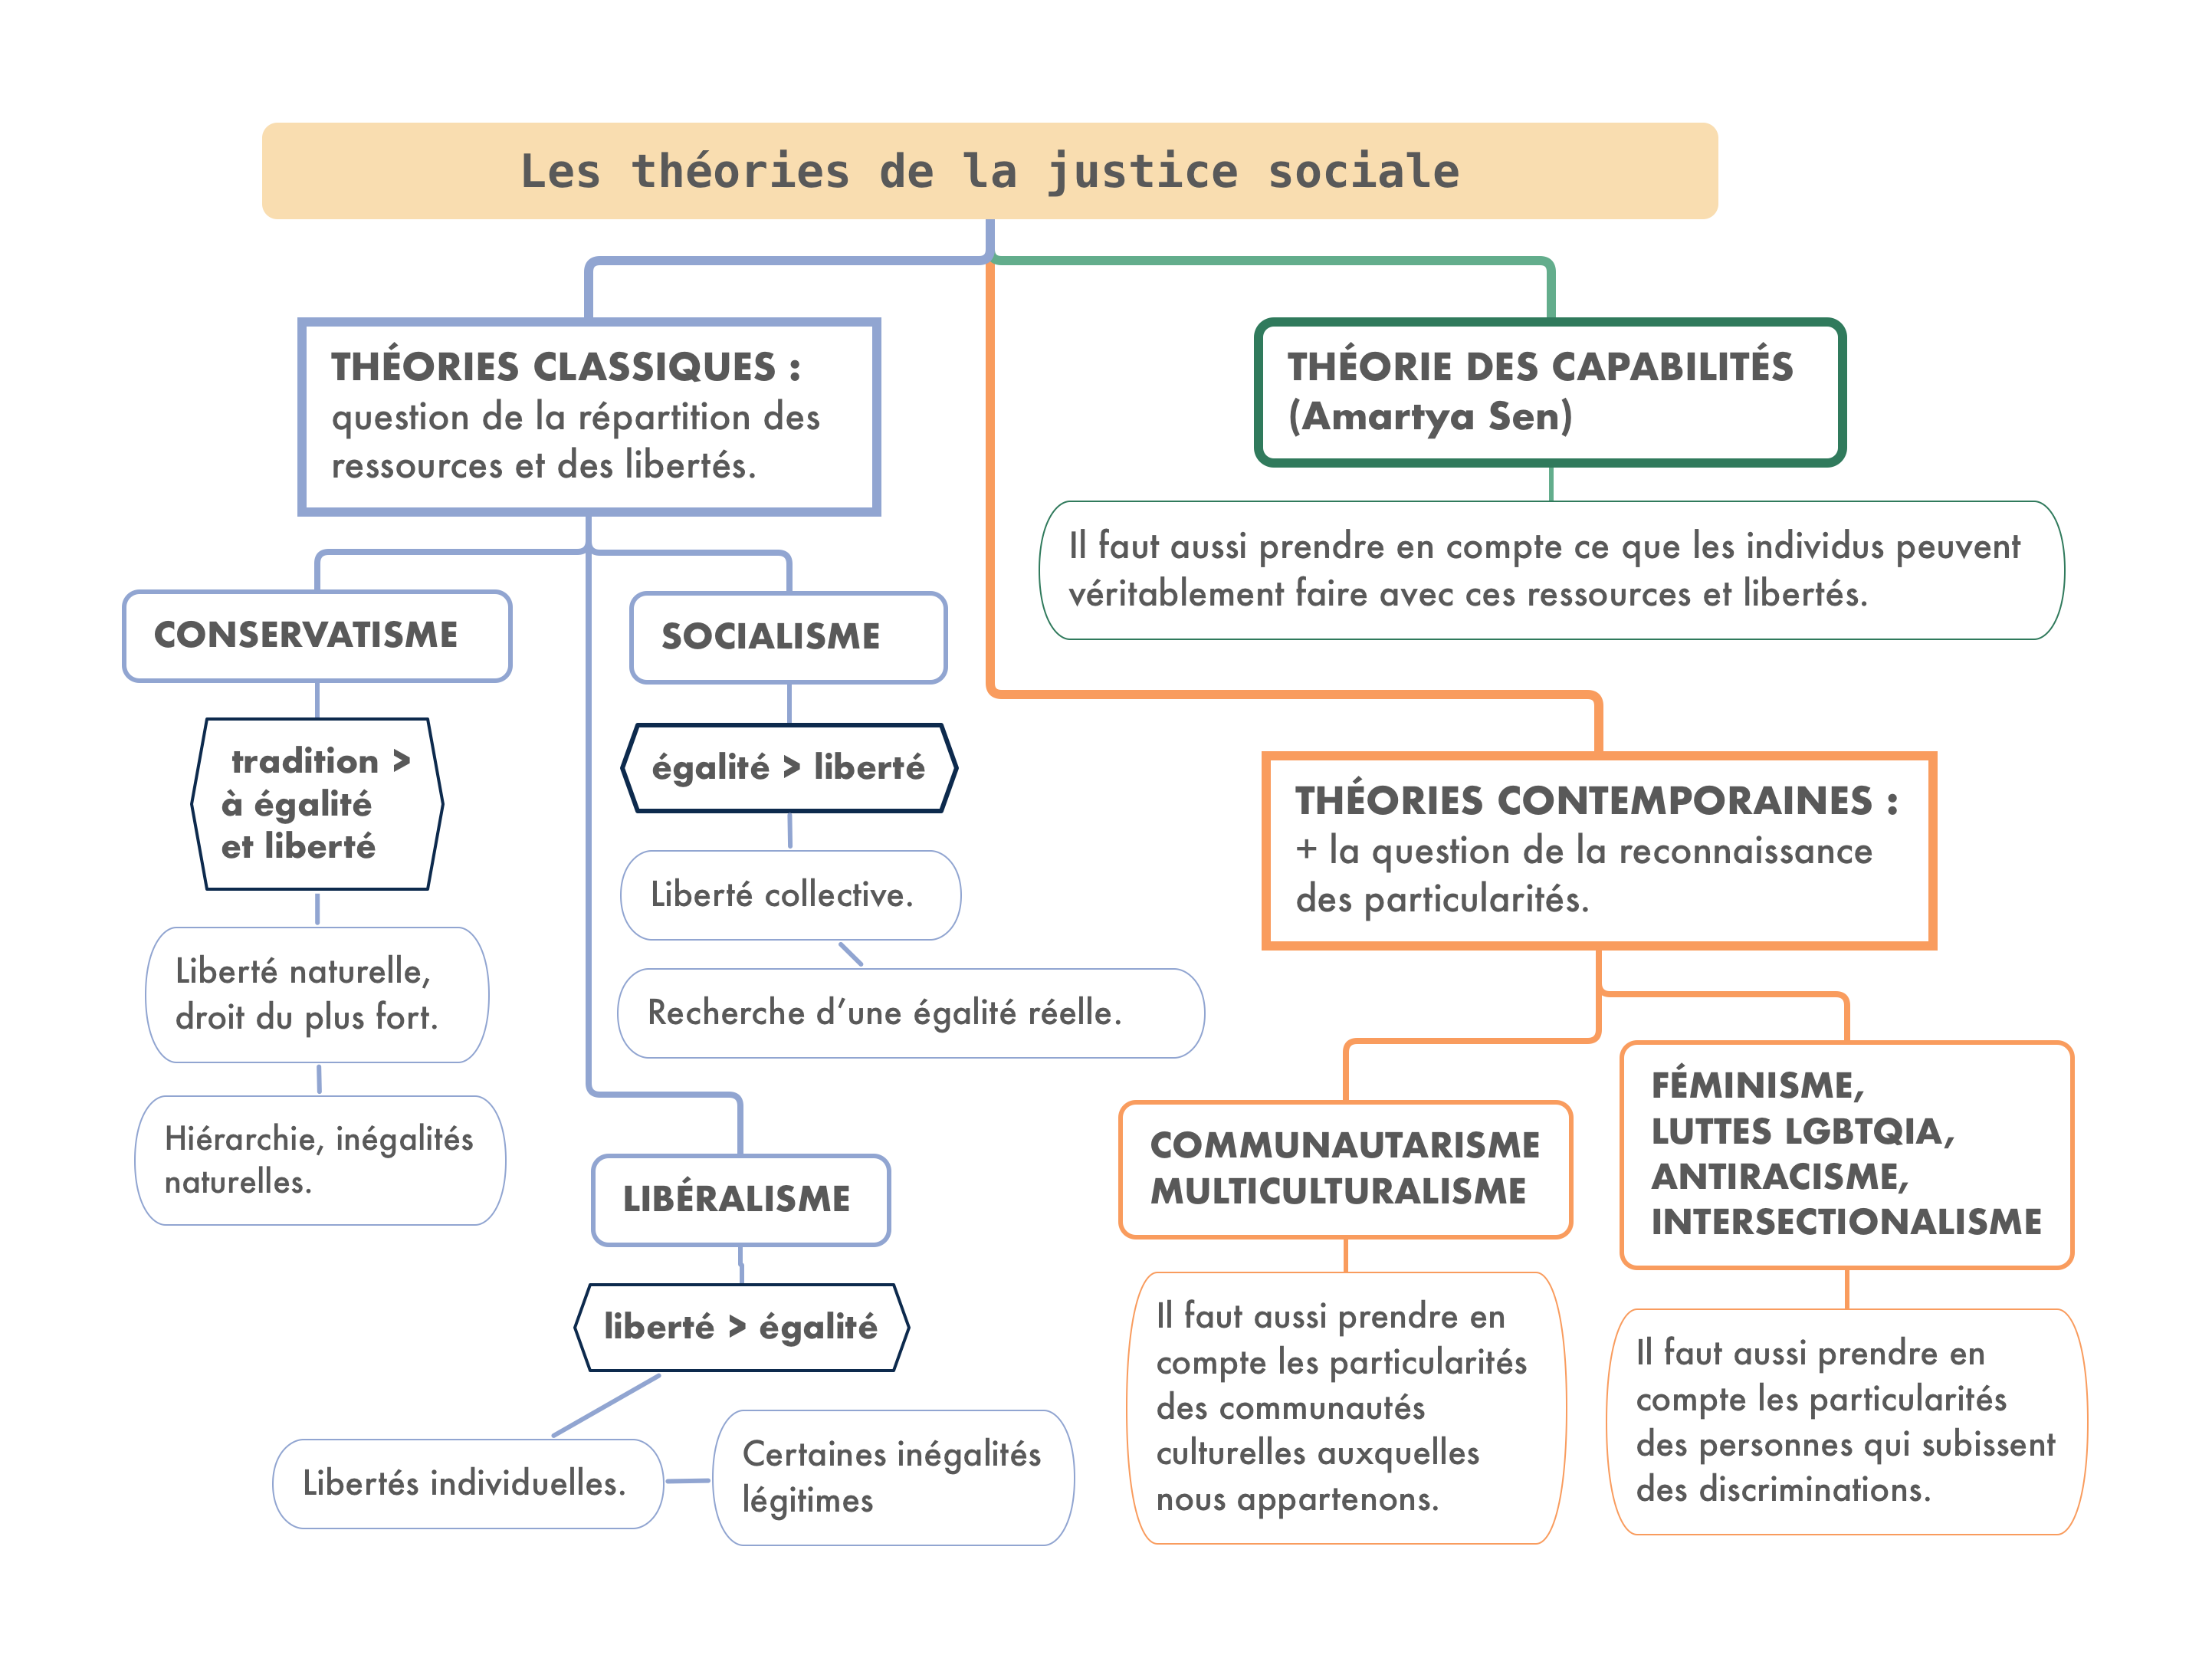 Les théories de la justice sociale
THÉORIES CLASSIQUES :
question de la répartition des
ressources et des libertés.
THÉORIE DES CAPABILITÉS
(Amartya Sen)
Il faut aussi prendre en compte ce que les individus peuvent
véritablement faire avec ces ressources et libertés.
CONSERVATISME
tradition >
à égalité
et liberté
Liberté naturelle,
droit du plus fort.
Hiérarchie, inégalités
naturelles.
SOCIALISME
égalité > liberté
Liberté collective.
Recherche d’une égalité réelle.
LIBÉRALISME
liberté > égalité
Libertés individuelles.
Certaines inégalités
légitimes
THÉORIES CONTEMPORAINES :
+ la question de la reconnaissance
des particularités.
COMMUNAUTARISME
MULTICULTURALISME
Il faut aussi prendre en
compte les particularités
des communautés
culturelles auxquelles
nous appartenons.
FÉMINISME,
LUTTES LGBTQIA,
ANTIRACISME,
INTERSECTIONALISME
Il faut aussi prendre en
compte les particularités
des personnes qui subissent
des discriminations.